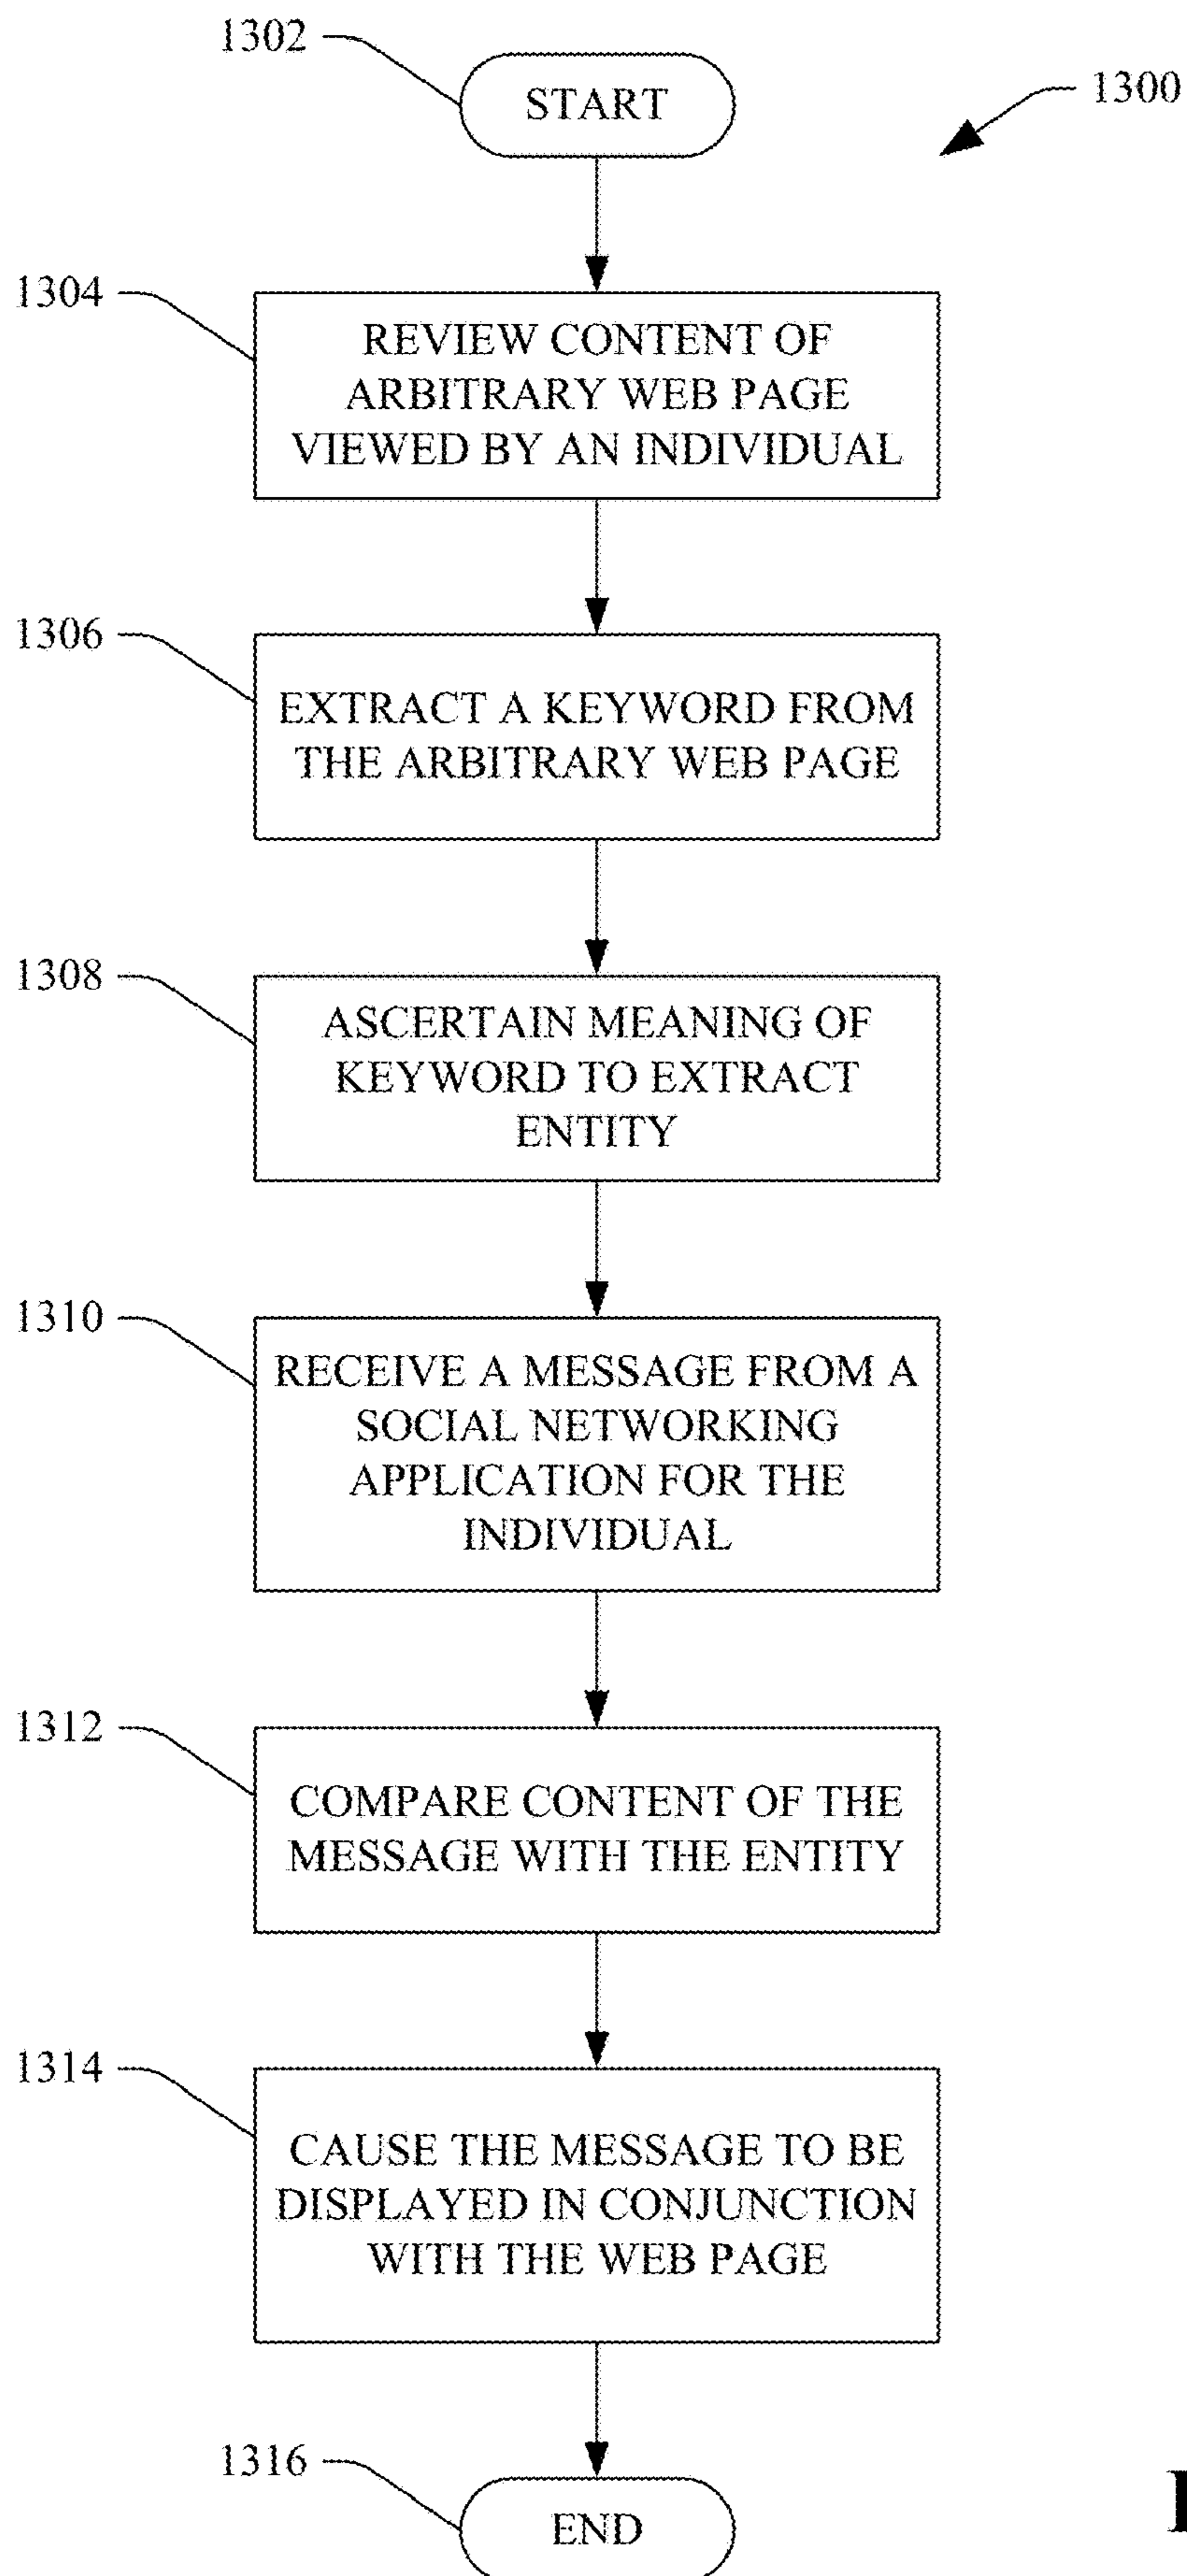 1302
START
1300
1304
REVIEW CONTENT OF
ARBITRARY WEB PAGE
VIEWED BY AN INDIVIDUAL
1306
EXTRACT A KEYWORD FROM
THE ARBITRARY WEB PAGE
1308
ASCERTAIN MEANING OF
KEYWORD TO EXTRACT
ENTITY
1310
RECEIVE A MESSAGE FROM A
SOCIAL NETWORKING
APPLICATION FOR THE
INDIVIDUAL
1312
COMPARE CONTENT OF THE
MESSAGE WITH THE ENTITY
1314
CAUSE THE MESSAGE TO BE
DISPLAYED IN CONJUNCTION
WITH THE WEB PAGE
1316
END